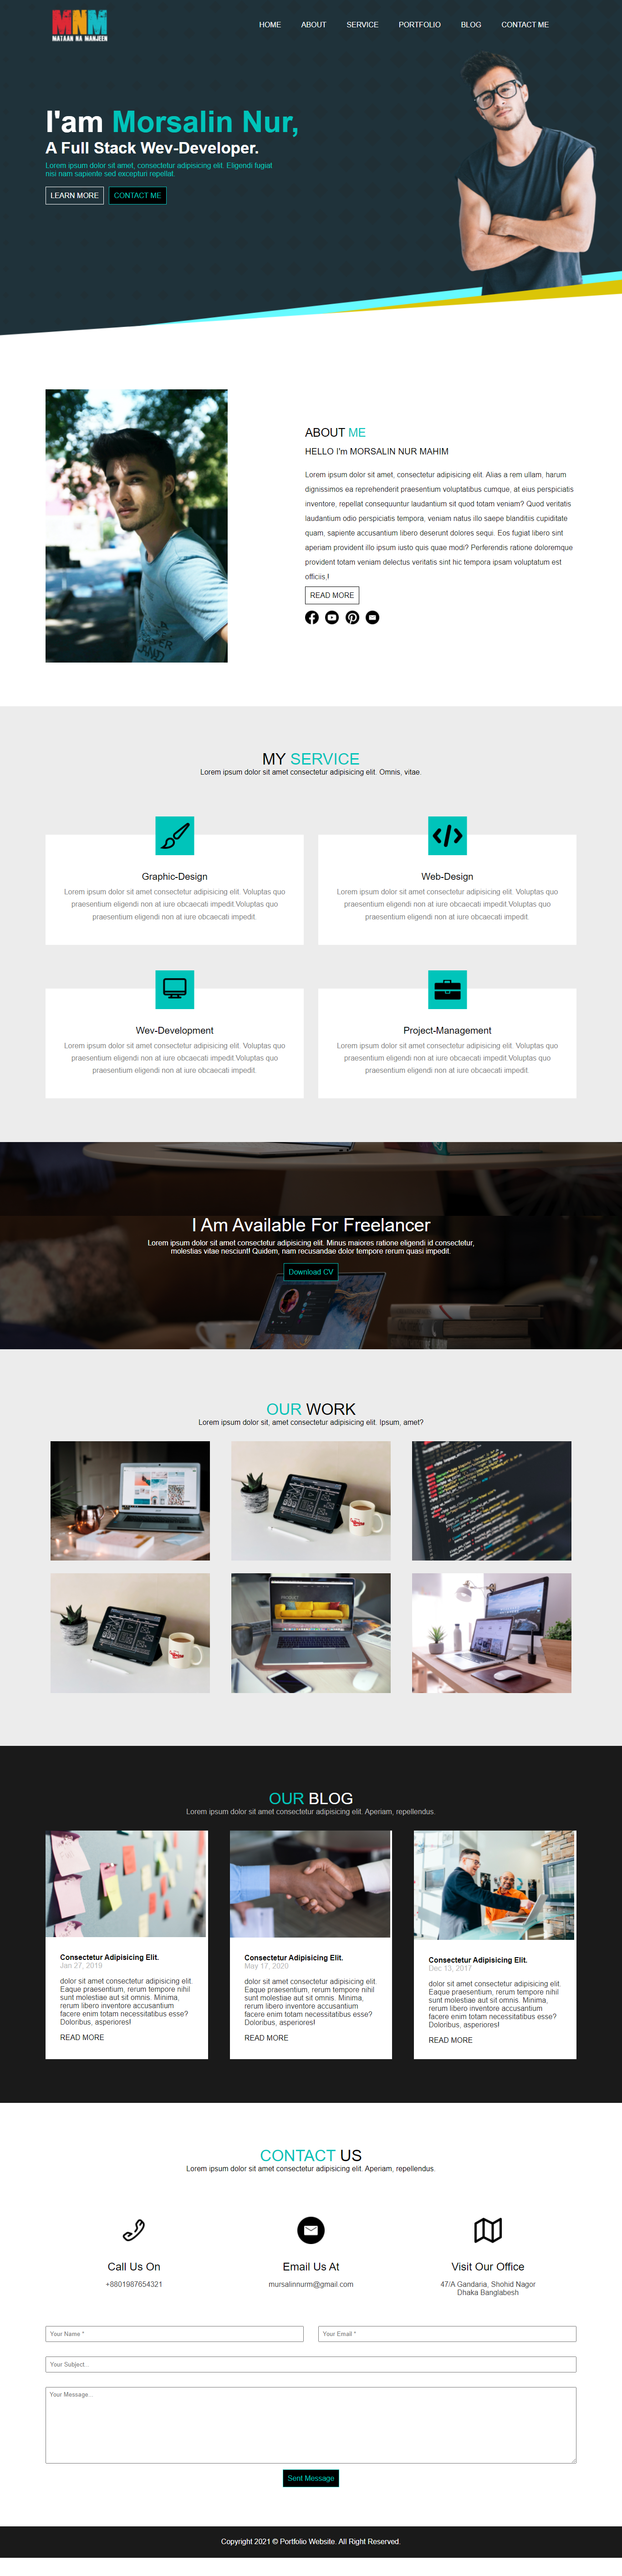 MNM
MATAAN NA MANJEEN
HOME ABOUT SERVICE PORTFOLIO BLOG CONTACT ME
I'am Morsalin Nur,
A Full Stack Wev-Developer.
Lorem ipsum dolor sit amet, consectetur adipisicing elit. Eligendi fugiat
nisi nam sapiente sed excepturi repellat.
LEARN MORE CONTACT ME
ABOUT ME
HELLO I'm MORSALIN NUR MAHIM
Lorem ipsum dolor sit amet, consectetur adipisicing elit. Alias a rem ullam, harum
dignissimos ea reprehenderit praesentium voluptatibus cumque, at eius perspiciatis
inventore, repellat consequuntur laudantium sit quod totam veniam? Quod veritatis
laudantium odio perspiciatis tempora, veniam natus illo saepe blanditiis cupiditate
quam, sapiente accusantium libero deserunt dolores sequi. Eos fugiat libero sint
aperiam provident illo ipsum iusto quis quae modi? Perferendis ratione doloremque
provident totam veniam delectus veritatis sint hic tempora ipsam voluptatum est
officiis,!
READ MORE
MY SERVICE
Lorem ipsum dolor sit amet consectetur adipisicing elit. Omnis, vitae.
Graphic-Design
Lorem ipsum dolor sit amet consectetur adipisicing elit. Voluptas quo
praesentium eligendi non at iure obcaecati impedit.Voluptas quo
praesentium eligendi non at iure obcaecati impedit.
Web-Design
Lorem ipsum dolor sit amet consectetur adipisicing elit. Voluptas quo
praesentium eligendi non at iure obcaecati impedit.Voluptas quo
praesentium eligendi non at iure obcaecati impedit.
Wev-Development
Lorem ipsum dolor sit amet consectetur adipisicing elit. Voluptas quo
praesentium eligendi non at iure obcaecati impedit.Voluptas quo
praesentium eligendi non at iure obcaecati impedit.
Project-Management
Lorem ipsum dolor sit amet consectetur adipisicing elit. Voluptas quo
praesentium eligendi non at iure obcaecati impedit.Voluptas quo
praesentium eligendi non at iure obcaecati impedit.
I Am Available For Freelancer
Lorem ipsum dolor sit amet consectetur adipisicing elit. Minus maiores ratione eligendi id consectetur,
molestias vitae nesciunt! Quidem, nam recusandae dolor tempore rerum quasi impedit.
Download CV
OUR WORK
Lorem ipsum dolor sit, amet consectetur adipisicing elit. Ipsum, amet?
OUR BLOG
Lorem ipsum dolor sit amet consectetur adipisicing elit. Aperiam, repellendus.
Consectetur Adipisicing Elit.
Jan 27, 2019
dolor sit amet consectetur adipisicing elit.
Eaque praesentium, rerum tempore nihil
sunt molestiae aut sit omnis. Minima,
rerum libero inventore accusantium
facere enim totam necessitatibus esse?
Doloribus, asperiores!
READ MORE
Consectetur Adipisicing Elit.
May 17, 2020
dolor sit amet consectetur adipisicing elit.
Eaque praesentium, rerum tempore nihil
sunt molestiae aut sit omnis. Minima,
rerum libero inventore accusantium
facere enim totam necessitatibus esse?
Doloribus, asperiores!
READ MORE
Consectetur Adipisicing Elit.
Dec 13, 2017
dolor sit amet consectetur adipisicing elit.
Eaque praesentium, rerum tempore nihil
sunt molestiae aut sit omnis. Minima,
rerum libero inventore accusantium
facere enim totam necessitatibus esse?
Doloribus, asperiores!
READ MORE
CONTACT US
Lorem ipsum dolor sit amet consectetur adipisicing elit. Aperiam, repellendus.
Call Us On
+8801987654321
Email Us At
mursalinnurm@gmail.com
Visit Our Office
47/A Gandaria, Shohid Nagor
Dhaka Banglabesh
Your Name * Your Email *
Your Subject...
Your Message...
Sent Message
Copyright 2021 © Portfolio Website. All Right Reserved.